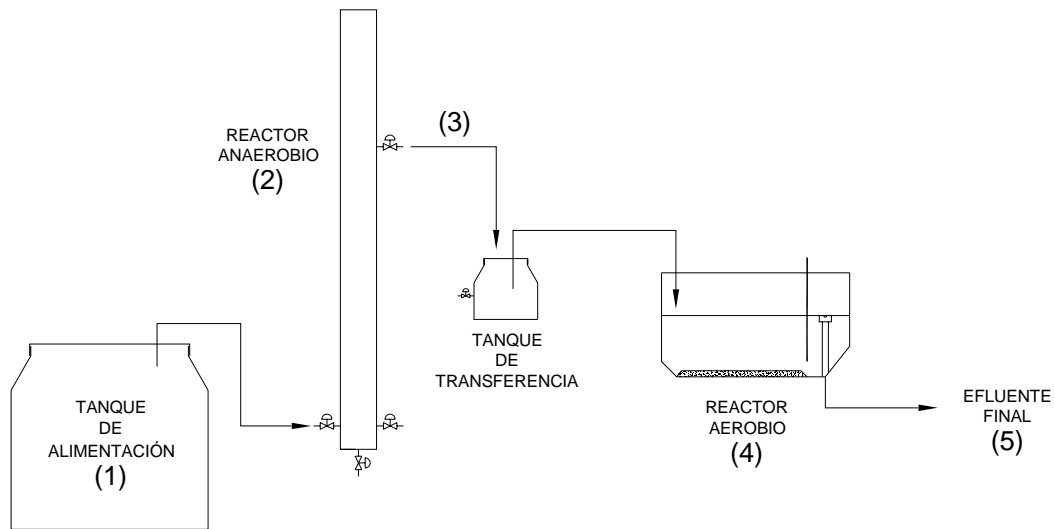 REACTOR
ANAEROBIO
(2)
(3)
TANQUE
DE
ALIMENTACIÓN
(1)
TANQUE
DE
TRANSFERENCIA
REACTOR
AEROBIO
(4)
EFLUENTE
FINAL
(5)